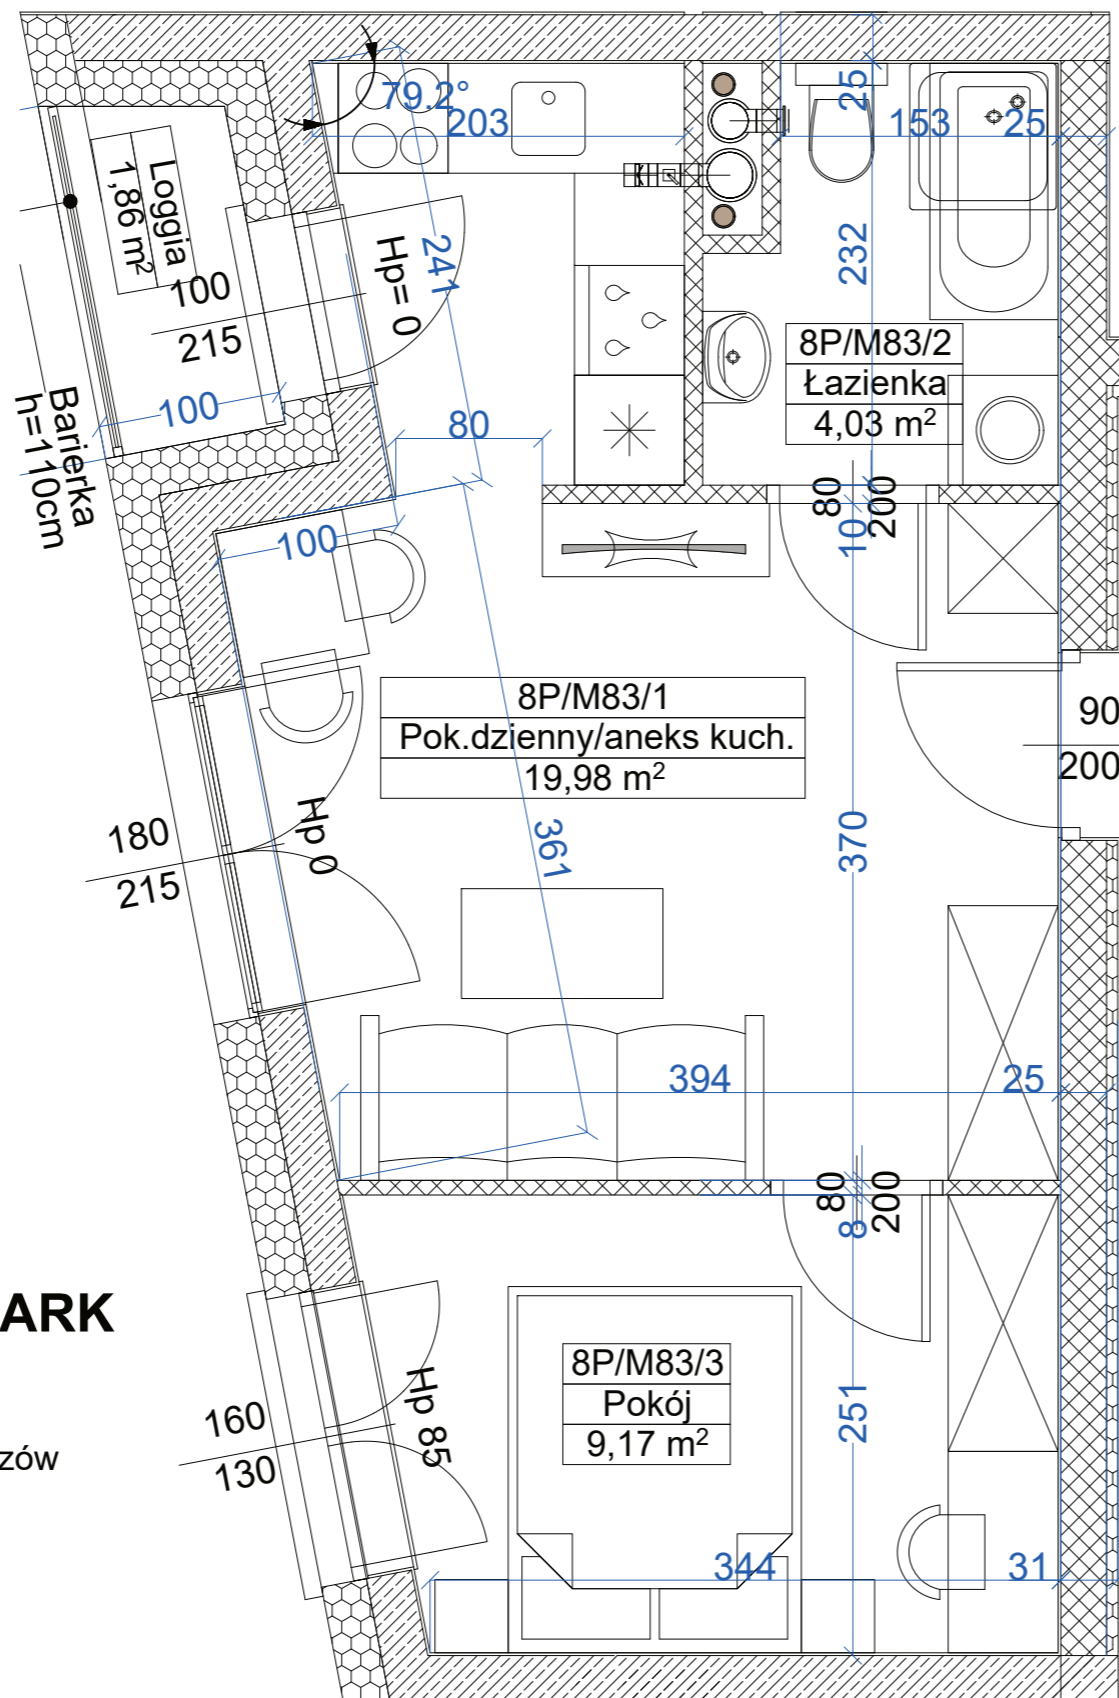 79.2°
203
25
153
25
Loggia
1,86 m²
100
215
Hp= 0
241
232
8P/M83/2
Łazienka
4,03 m²
Barierka
h=110cm
100
80
80
200
10
100
8P/M83/1
Pok.dzienny/aneks kuch.
19,98 m²
90
200
180
215
Hp 0
361
370
394
25
80
200
8
ARK
8P/M83/3
Pokój
9,17 m²
160
130
Hp 85
251
zów
344
31